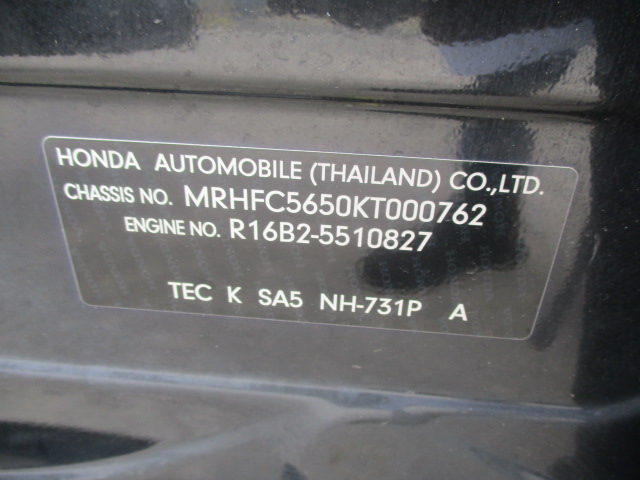 HONDA AUTOMOBILE (THAILAND) CO.,LTD.
CHASSIS NO. MRHFC5650KT000762
ENGINE NO. R16B2-5510827
TEC K SA5 NH-731P A